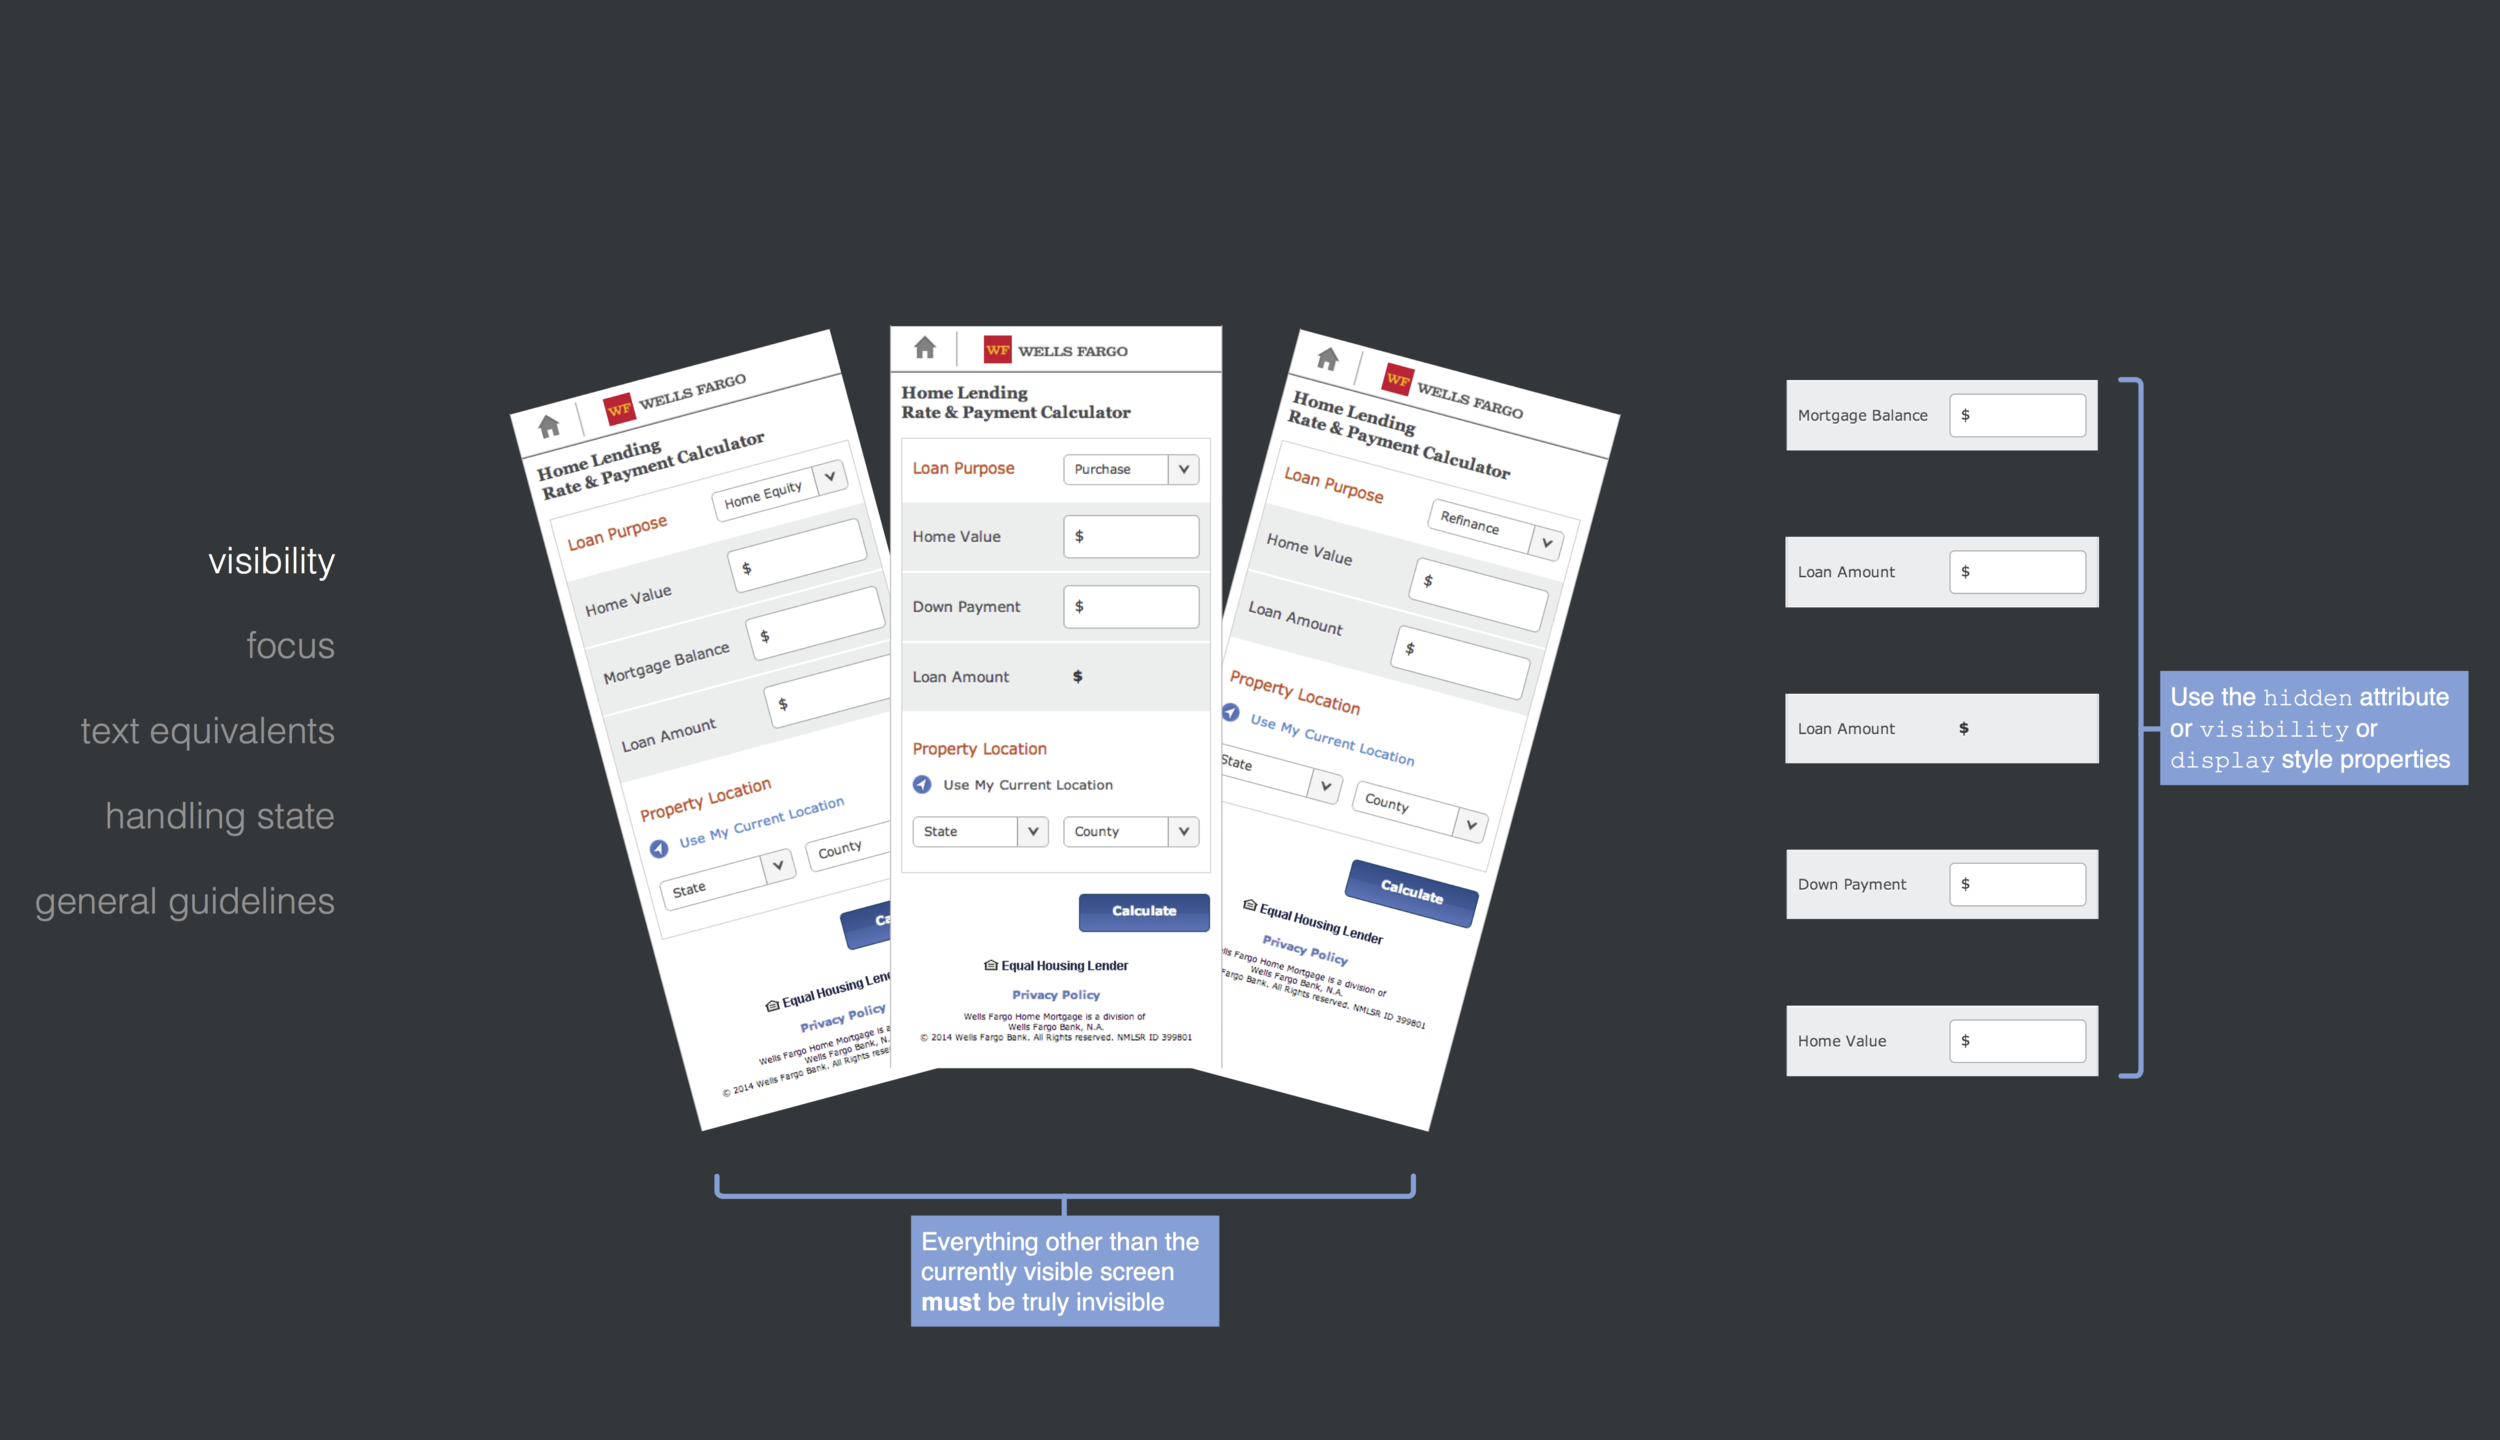 visibility
focus
text equivalents
handling state
general guidelines
WF WELLS FARGO
Home Lending
Rate & Payment Calculator
Loan Purpose Home Equity
Home Value $
Mortgage Balance $
Loan Amount $
Property Location
Use My Current Location
State County
Ca
Equal Housing Len
Privacy Policy
Wells Fargo Home Mortgage is a
Wells Fargo Bank, N.
© 2014 Wells Fargo Bank. All Rights rese
WF WELLS FARGO
Home Lending
Rate & Payment Calculator
Loan Purpose Purchase
Home Value $
Down Payment $
Loan Amount $
Property Location
Use My Current Location
State County
Calculate
Equal Housing Lender
Privacy Policy
Wells Fargo Home Mortgage is a division of
Wells Fargo Bank, N.A.
© 2014 Wells Fargo Bank. All Rights reserved. NMLSR ID 399801
WF WELLS FARGO
Home Lending
Rate & Payment Calculator
Loan Purpose Refinance
Home Value $
Loan Amount $
Property Location
Use My Current Location
State County
Calculate
Equal Housing Lender
Privacy Policy
lls Fargo Home Mortgage is a division of
Wells Fargo Bank, N.A.
Fargo Bank. All Rights reserved. NMLSR ID 399801
Everything other than the
currently visible screen
must be truly invisible
Mortgage Balance $
Loan Amount $
Loan Amount $
Down Payment $
Home Value $
Use the hidden attribute
or visibility or
display style properties